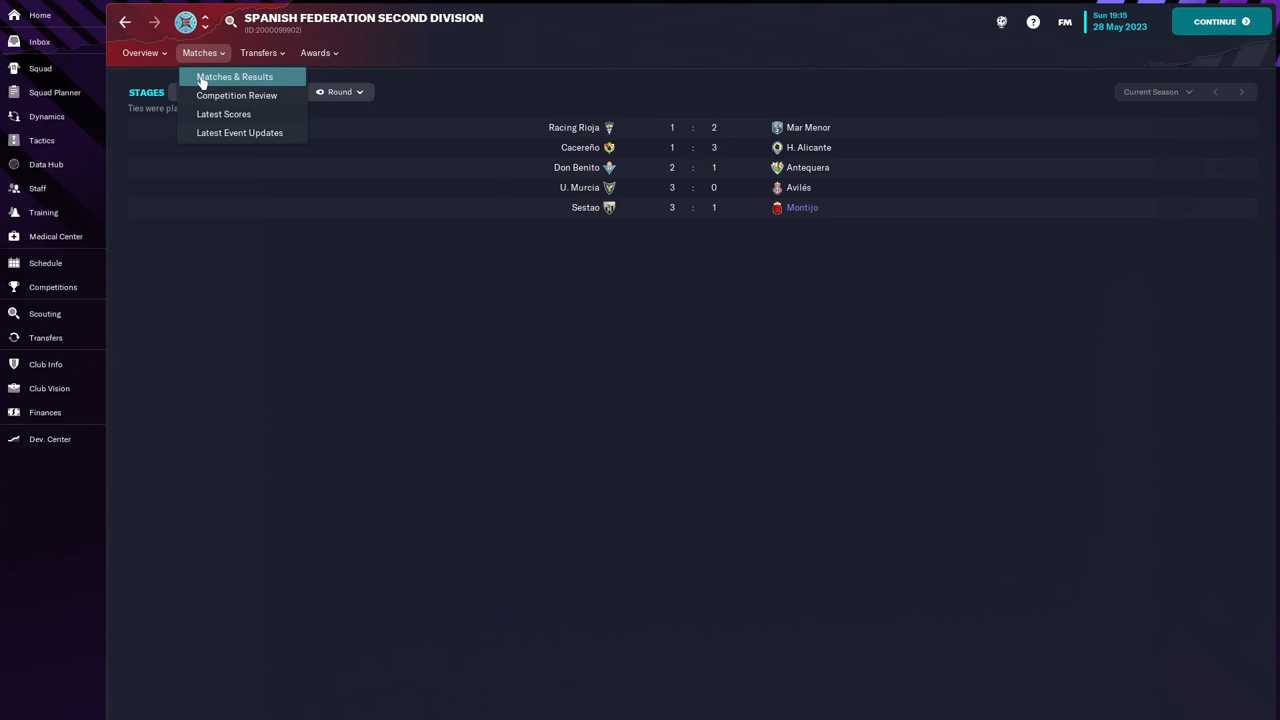 Home
SPANISH FEDERATION SECOND DIVISION
(ID:2000099902)
FM
Sun 19:15
28 May 2023
CONTINUE
Inbox
Squad
Squad Planner
Dynamics
Tactics
Data Hub
Staff
Training
Medical Center
Schedule
Competitions
Scouting
Transfers
Club Info
Club Vision
Finances
Dev. Center
Overview
Matches
Transfers
Awards
Matches & Results
Competition Review
Latest Scores
Latest Event Updates
STAGES
Round
Current Season
Ties were
Racing Rioja 1 : 2 Mar Menor
Cacereño 1 : 3 H. Alicante
Don Benito 2 : 1 Antequera
U. Murcia 3 : 0 Avilés
Sestao 3 : 1 Montijo